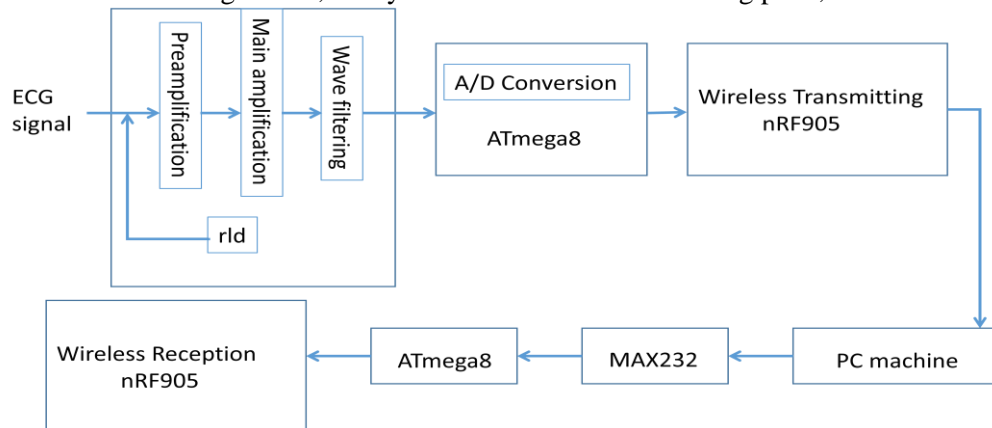 ECG
signal
Preamplification
Main amplification
Wave filtering
rld
A/D Conversion
ATmega8
Wireless Transmitting
nRF905
Wireless Reception
nRF905
ATmega8
MAX232
PC machine